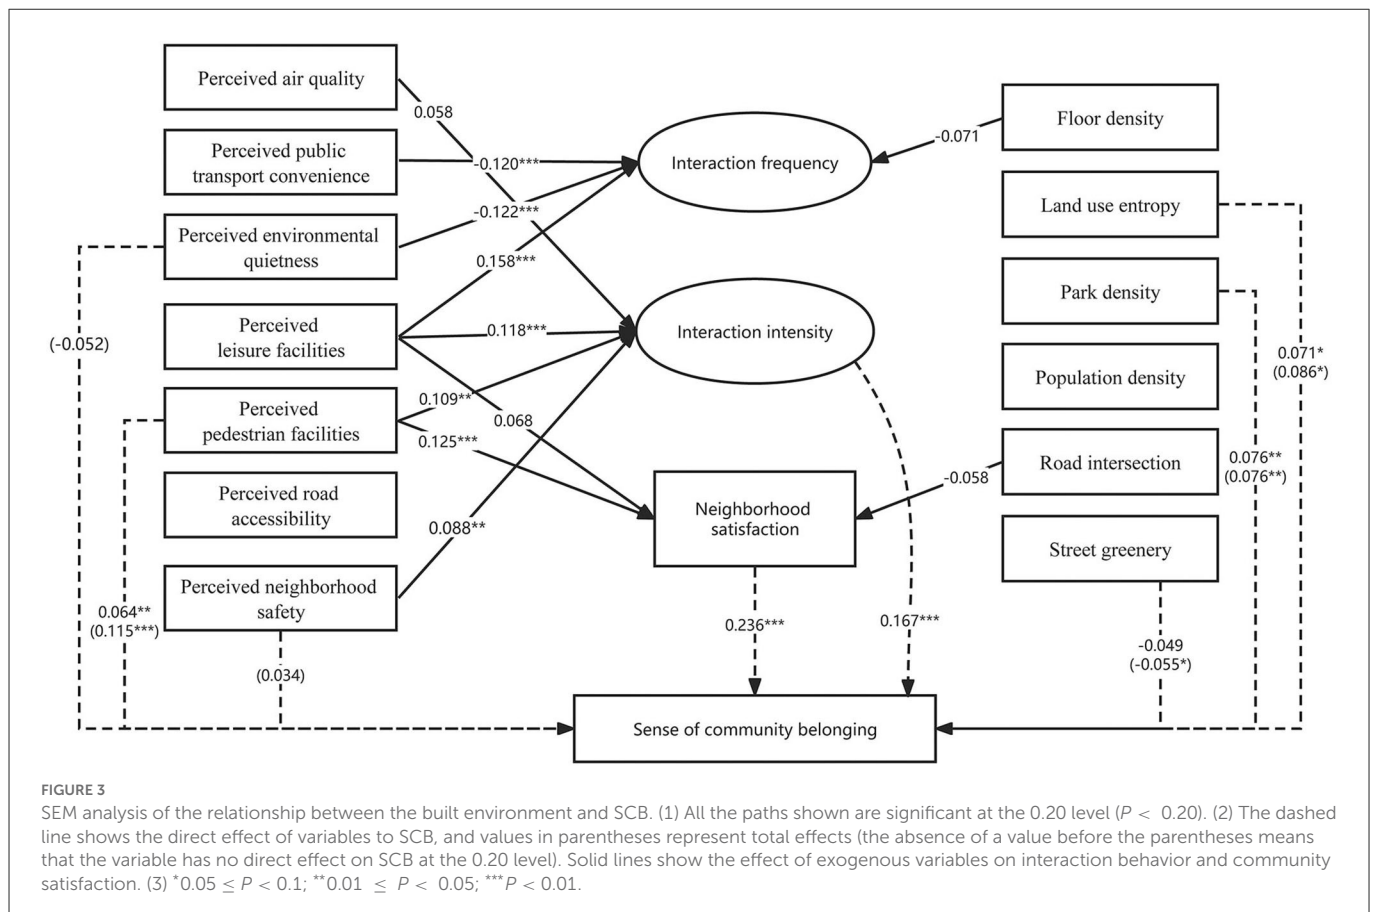 Perceived air quality
Perceived public
transport convenience
Perceived environmental
quietness
Perceived
leisure facilities
Perceived
pedestrian facilities
Perceived road
accessibility
Perceived neighborhood
safety
0.058
-0.120***
-0.122***
0.158***
0.118***
0.109**
0.068
0.125***
0.088**
(-0.052)
0.064**
(0.115***)
(0.034)
Interaction frequency
Interaction intensity
Neighborhood
satisfaction
0.236***
0.167***
Sense of community belonging
-0.071
-0.058
Floor density
Land use entropy
Park density
Population density
Road intersection
Street greenery
0.071*
(0.086*)
0.076**
(0.076**)
-0.049
(-0.055*)
FIGURE 3
SEM analysis of the relationship between the built environment and SCB. (1) All the paths shown are significant at the 0.20 level (P < 0.20). (2) The dashed
line shows the direct effect of variables to SCB, and values in parentheses represent total effects (the absence of a value before the parentheses means
that the variable has no direct effect on SCB at the 0.20 level). Solid lines show the effect of exogenous variables on interaction behavior and community
satisfaction. (3) *0.05 ≤ P < 0.1; **0.01 ≤ P < 0.05; ***P < 0.01.